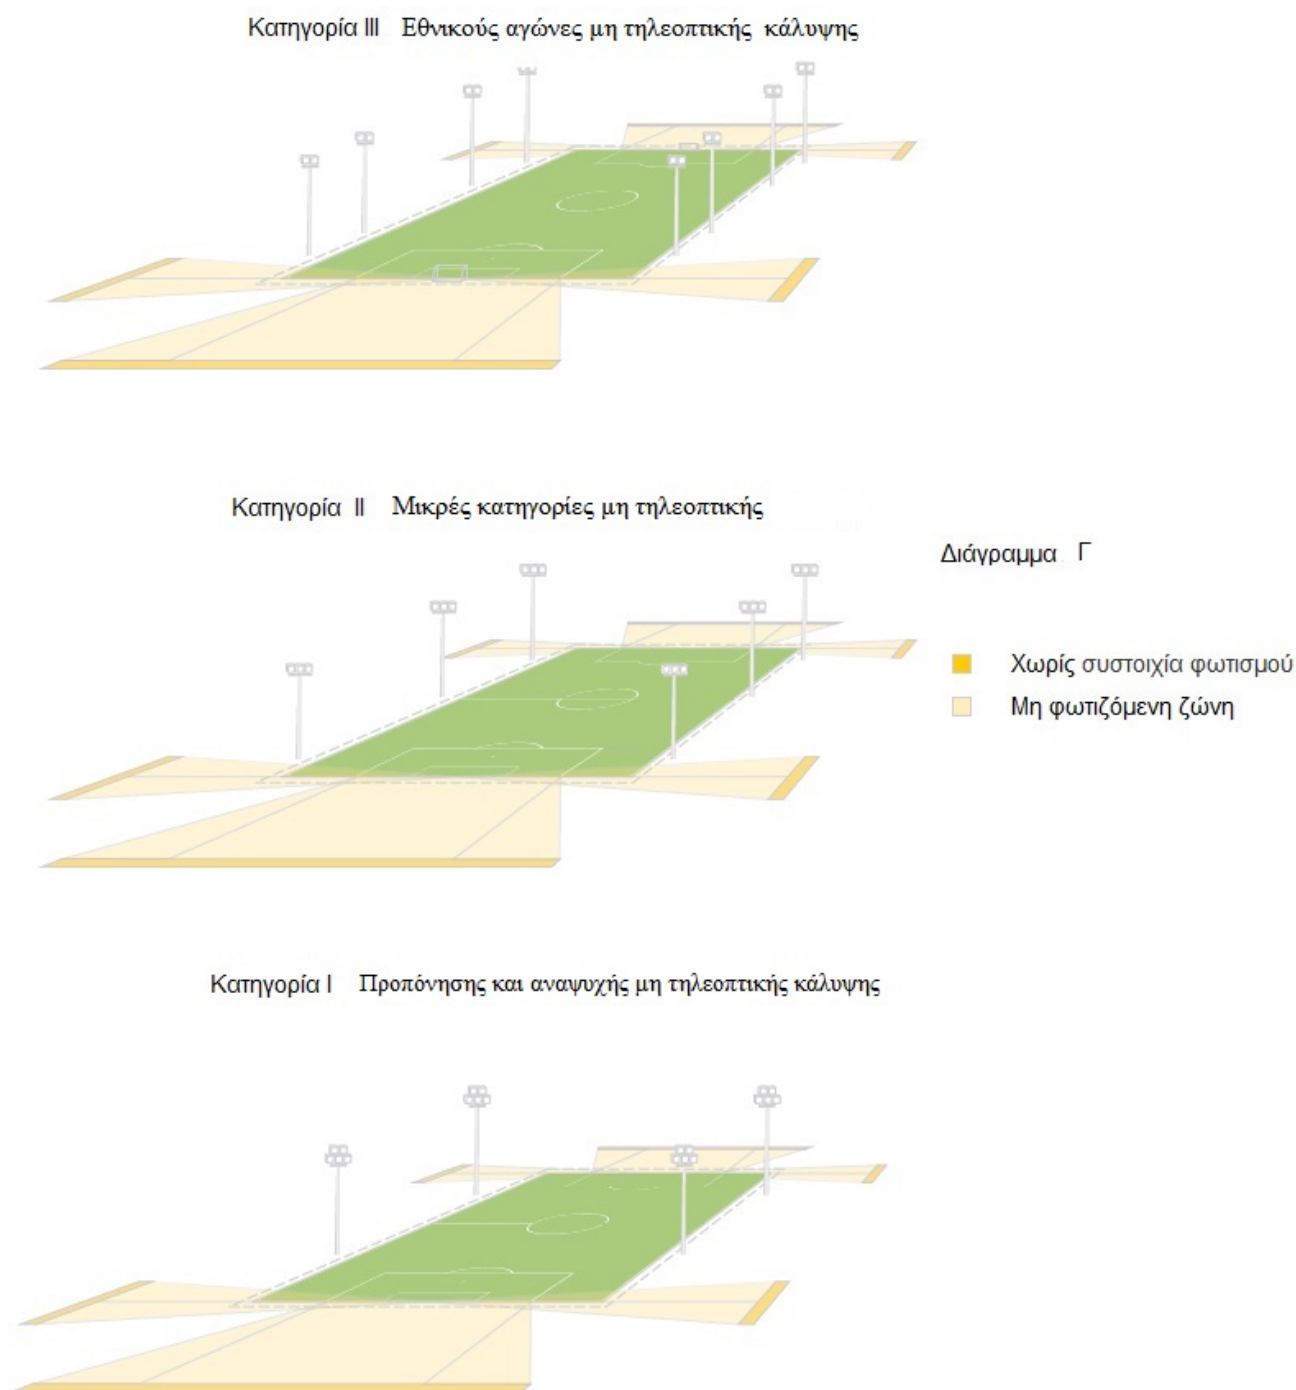 Κατηγορία III Εθνικούς αγώνες μη τηλεοπτικής κάλυψης
Κατηγορία II Μικρές κατηγορίες μη τηλεοπτικής
Διάγραμμα Γ
Χωρίς συστοιχία φωτισμού
Μη φωτιζόμενη ζώνη
Κατηγορία I Προπόνησης και αναψυχής μη τηλεοπτικής κάλυψης